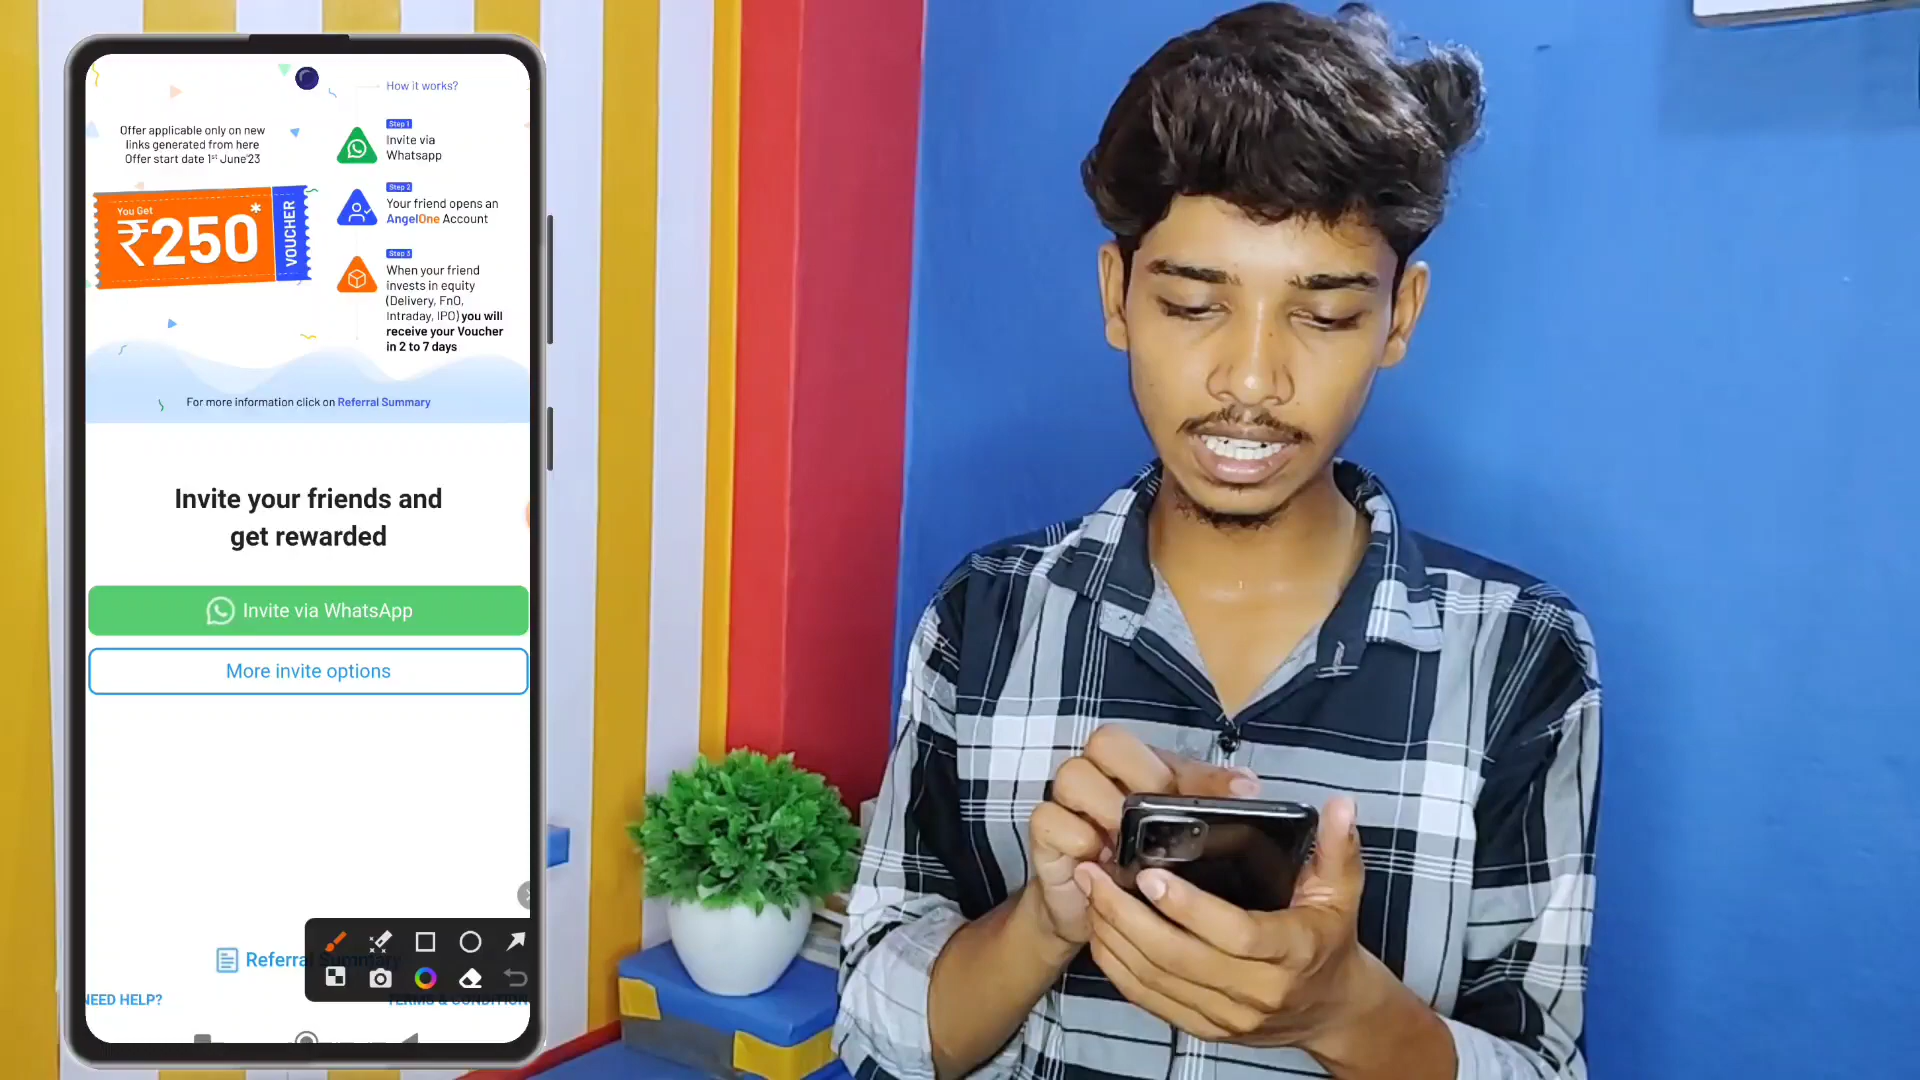 Offer applicable only on new
links generated from here
Offer start date 1st June'23
You Get
₹250*
VOUCHER
How it works?
Step 1
Invite via
Whatsapp
Step 2
Your friend opens an
AngelOne Account
Step 3
When your friend
invests in equity
(Delivery, FnO,
Intraday, IPO) you will
receive your Voucher
in 2 to 7 days
For more information click on Referral Summary
Invite your friends and
get rewarded
Invite via WhatsApp
More invite options
Referral Summary
NEED HELP?
TERMS & CONDITION